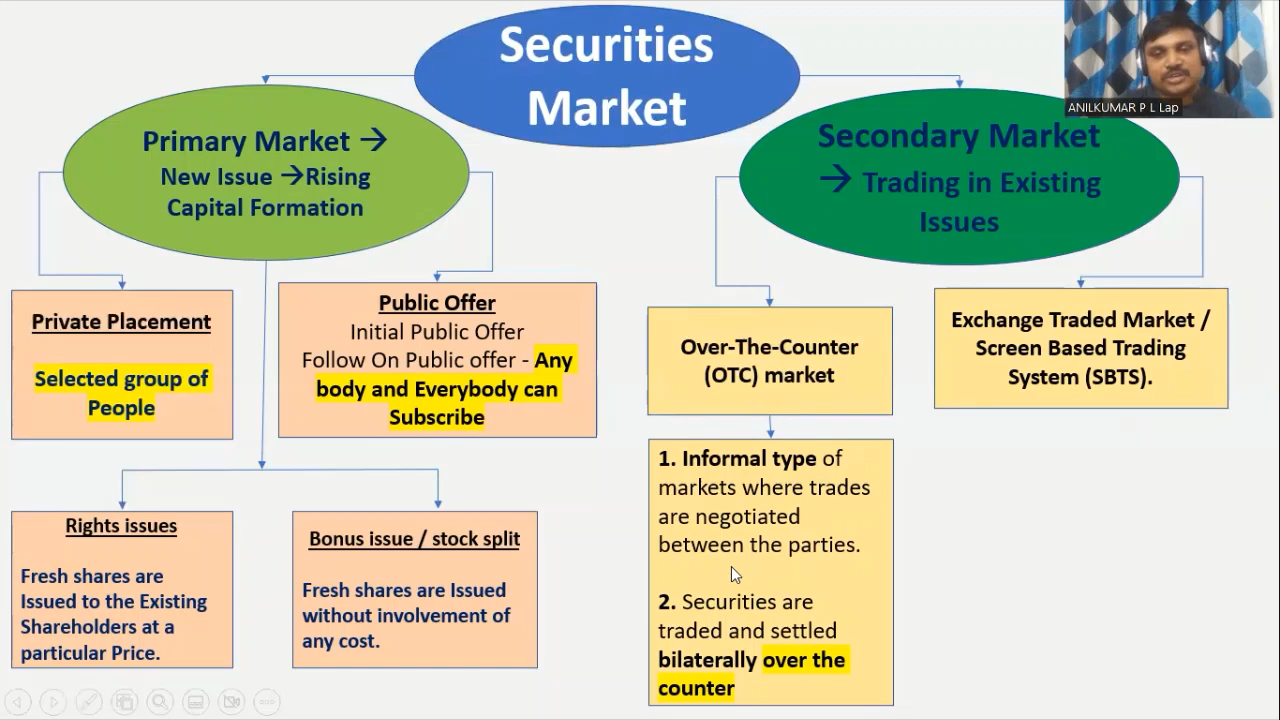 Securities
Market
ANILKUMAR P L Lap
Primary Market →
New Issue →Rising
Capital Formation
Secondary Market
→ Trading in Existing
Issues
Private Placement
Selected group of
People
Public Offer
Initial Public Offer
Follow On Public offer - Any
body and Everybody can
Subscribe
Over-The-Counter
(OTC) market
Exchange Traded Market /
Screen Based Trading
System (SBTS).
Rights issues
Fresh shares are
Issued to the Existing
Shareholders at a
particular Price.
Bonus issue / stock split
Fresh shares are Issued
without involvement of
any cost.
1. Informal type of
markets where trades
are negotiated
between the parties.
2. Securities are
traded and settled
bilaterally over the
counter